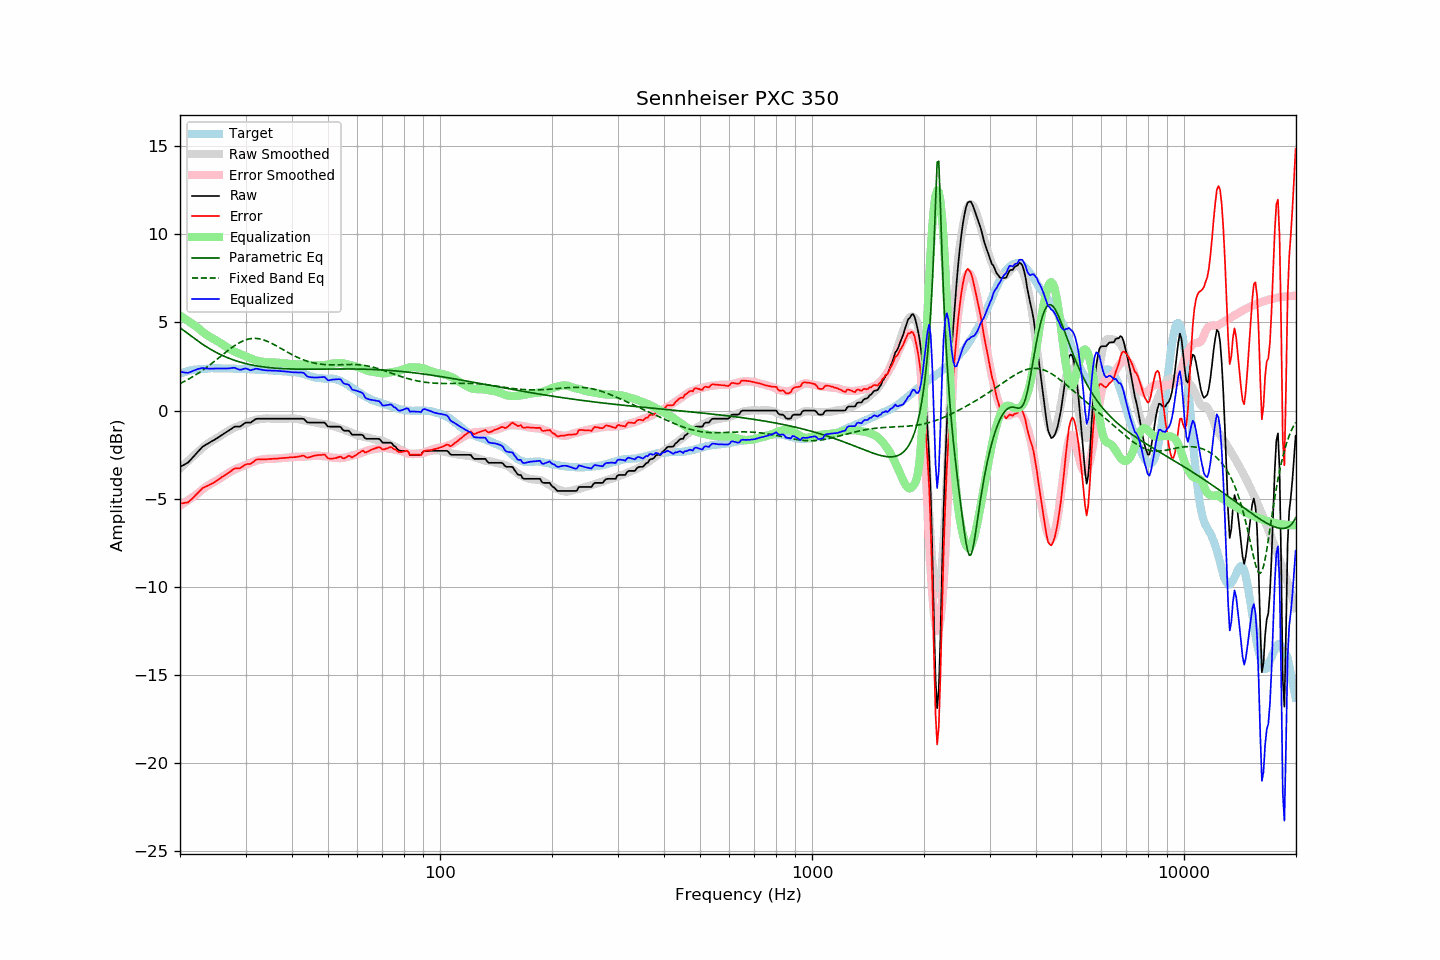 Sennheiser PXC 350
Target
Raw Smoothed
Error Smoothed
Raw
Error
Equalization
Parametric Eq
Fixed Band Eq
Equalized
15
10
5
0
−5
−10
−15
−20
−25
Amplitude (dBr)
100
1000
10000
Frequency (Hz)